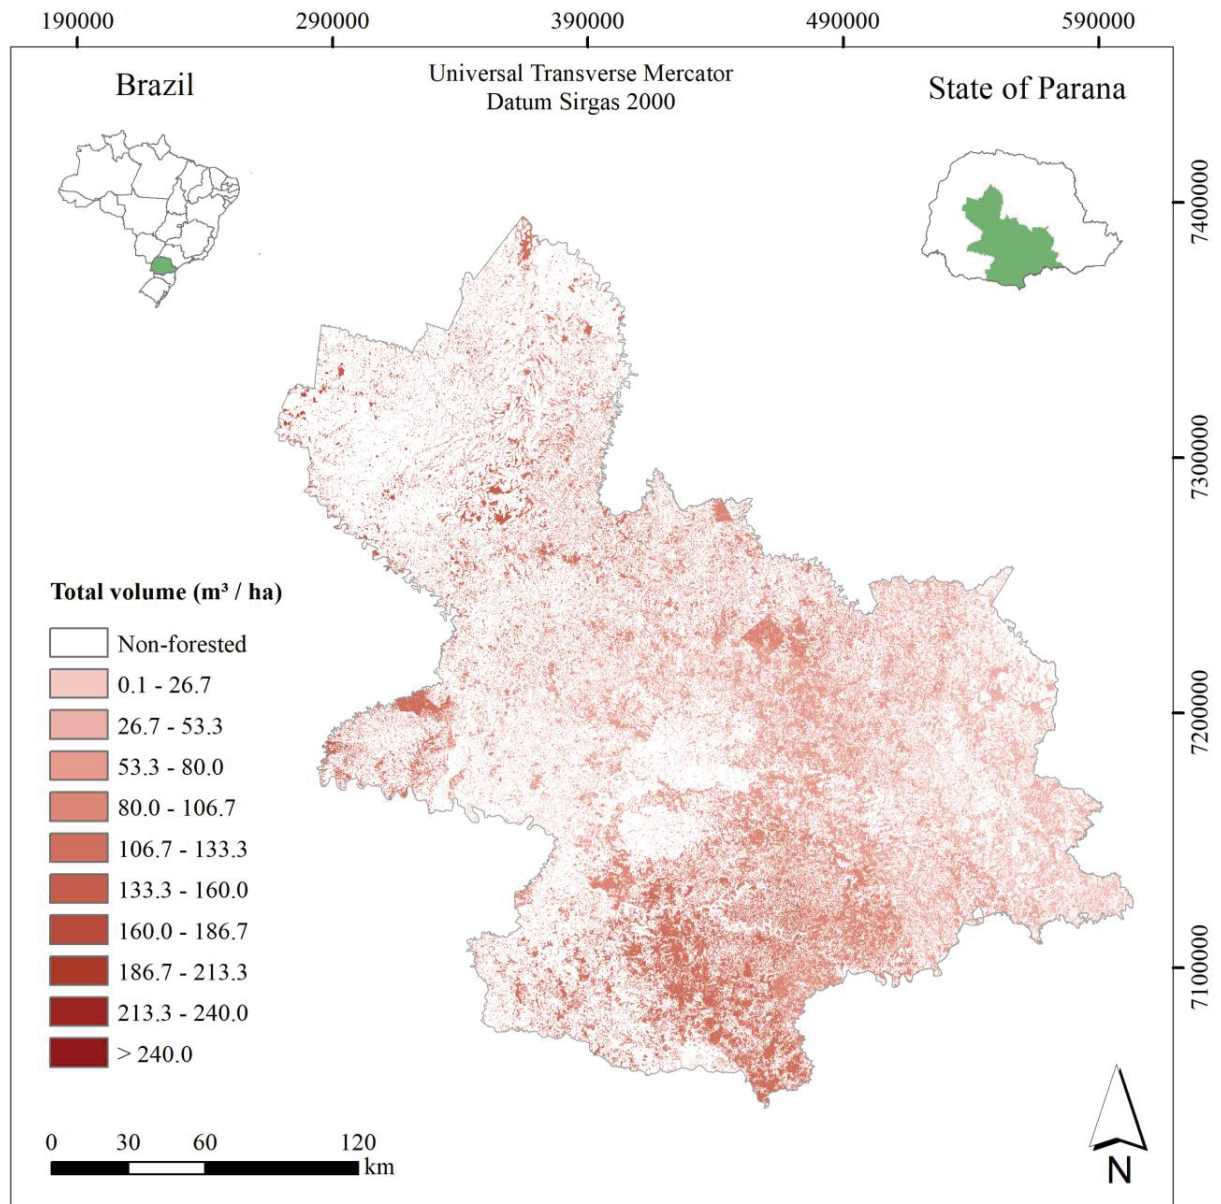 190000 290000 390000 490000 590000
Brazil
Universal Transverse Mercator
Datum Sirgas 2000
State of Parana
7400000
7300000
7200000
7100000
Total volume (m³ / ha)
Non-forested
0.1 - 26.7
26.7 - 53.3
53.3 - 80.0
80.0 - 106.7
106.7 - 133.3
133.3 - 160.0
160.0 - 186.7
186.7 - 213.3
213.3 - 240.0
> 240.0
0 30 60 120
km
N